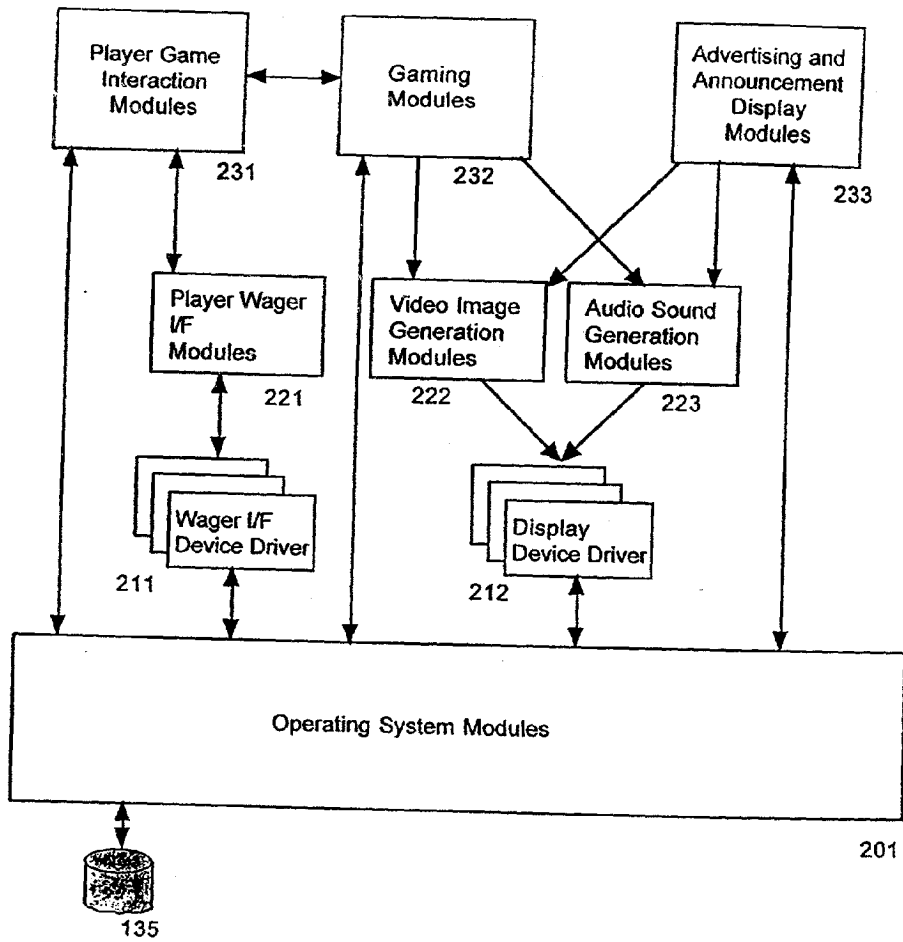 Player Game
Interaction
Modules
231
Gaming
Modules
232
Advertising and
Announcement
Display
Modules
233
Player Wager
I/F
Modules
221
Video Image
Generation
Modules
222
Audio Sound
Generation
Modules
223
Wager I/F
Device Driver
211
Display
Device Driver
212
Operating System Modules
201
135